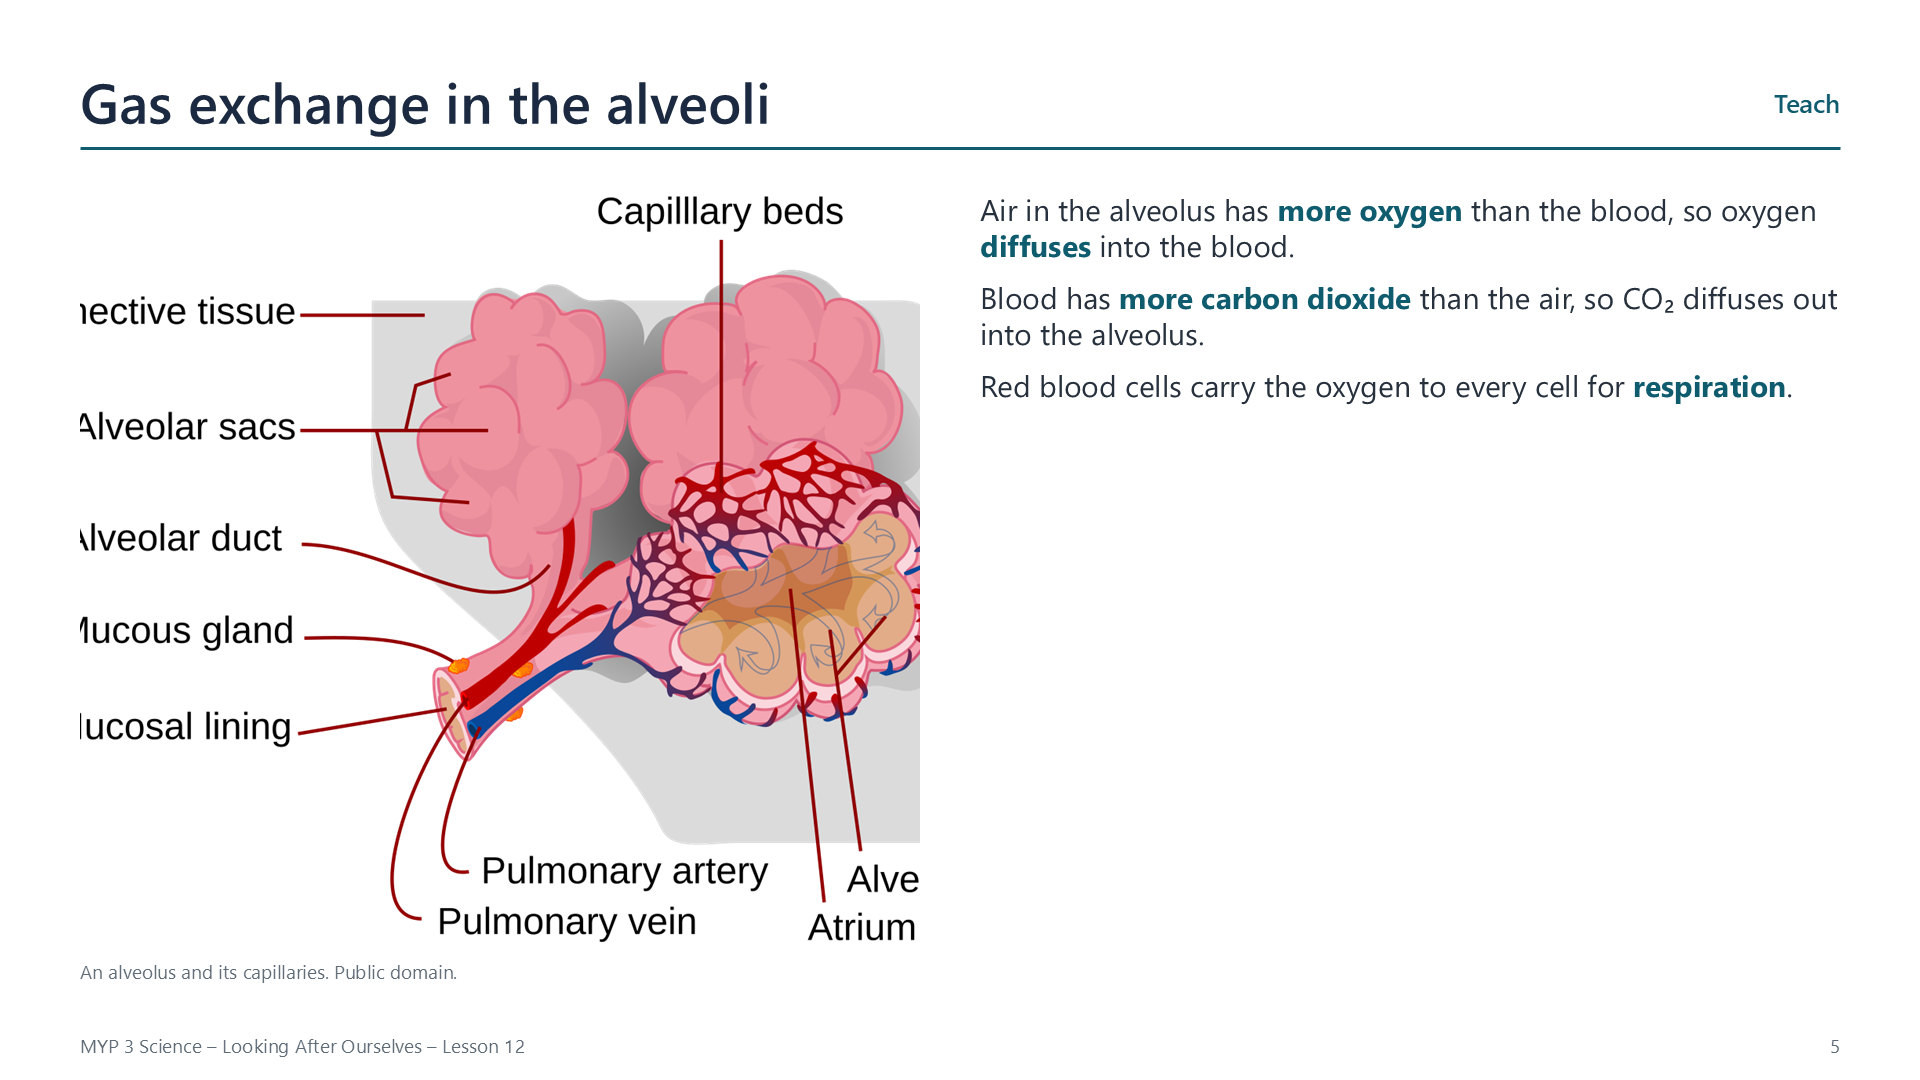 Gas exchange in the alveoli
Teach
Capilllary beds
nective tissue
Alveolar sacs
Alveolar duct
Mucous gland
lucosal lining
Pulmonary artery
Pulmonary vein
Alve
Atrium
An alveolus and its capillaries. Public domain.
Air in the alveolus has more oxygen than the blood, so oxygen
diffuses into the blood.
Blood has more carbon dioxide than the air, so CO₂ diffuses out
into the alveolus.
Red blood cells carry the oxygen to every cell for respiration.
MYP 3 Science – Looking After Ourselves – Lesson 12
5